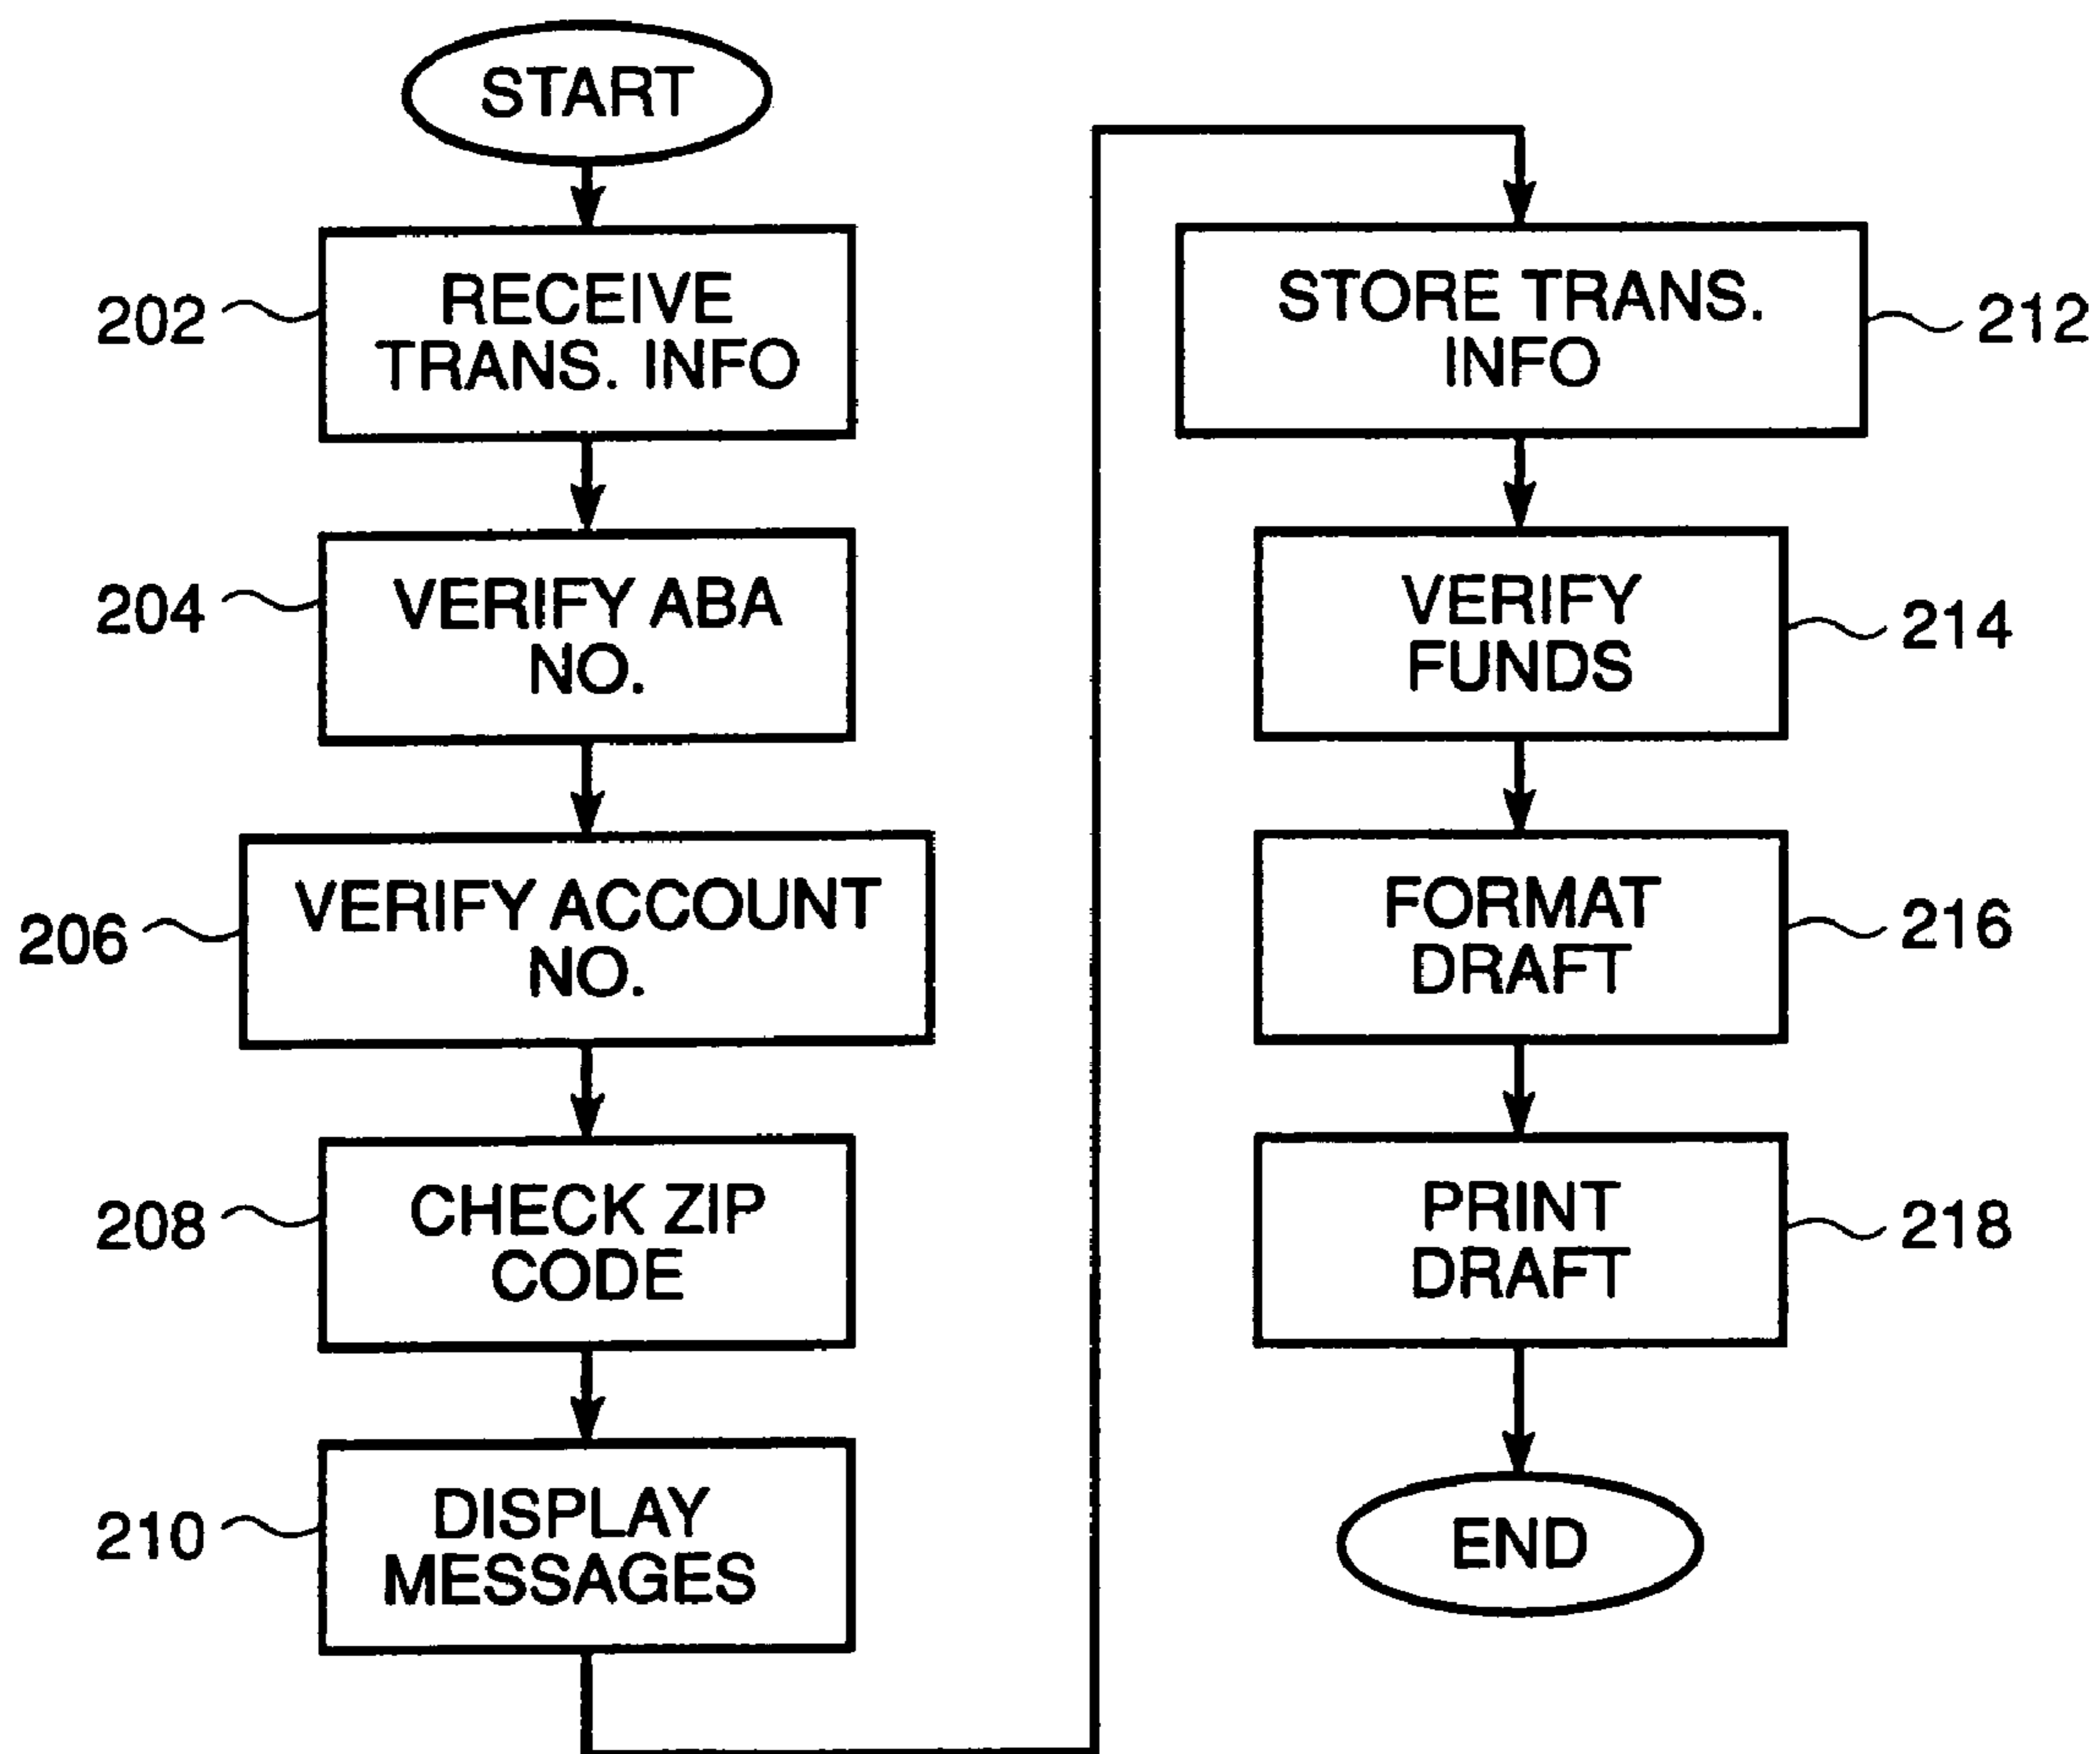 START
202
RECEIVE
TRANS. INFO
204
VERIFY ABA
NO.
206
VERIFY ACCOUNT
NO.
208
CHECK ZIP
CODE
210
DISPLAY
MESSAGES
STORE TRANS.
INFO
212
VERIFY
FUNDS
214
FORMAT
DRAFT
216
PRINT
DRAFT
218
END